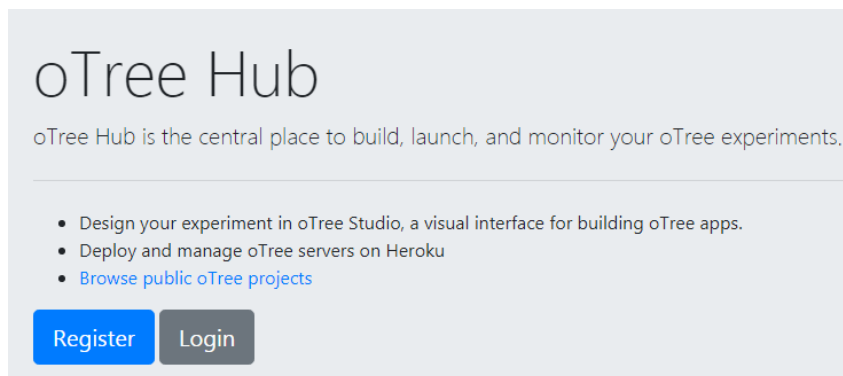 oTree Hub
oTree Hub is the central place to build, launch, and monitor your oTree experiments.
Design your experiment in oTree Studio, a visual interface for building oTree apps.
Deploy and manage oTree servers on Heroku
Browse public oTree projects
Register Login